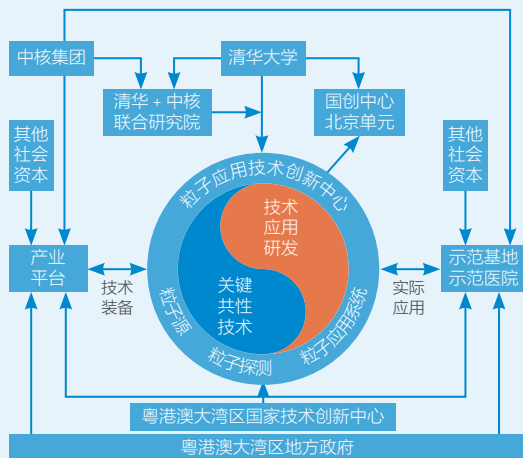 中核集团
清华大学
清华 + 中核
联合研究院
国创中心
北京单元
其他
社会
资本
其他
社会
资本
粒子应用技术创新中心
技术
应用
研发
产业
平台
示范基地
示范医院
关键
共性
技术
技术
装备
实际
应用
粒子源
粒子探测
粒子应用系统
粤港澳大湾区国家技术创新中心
粤港澳大湾区地方政府